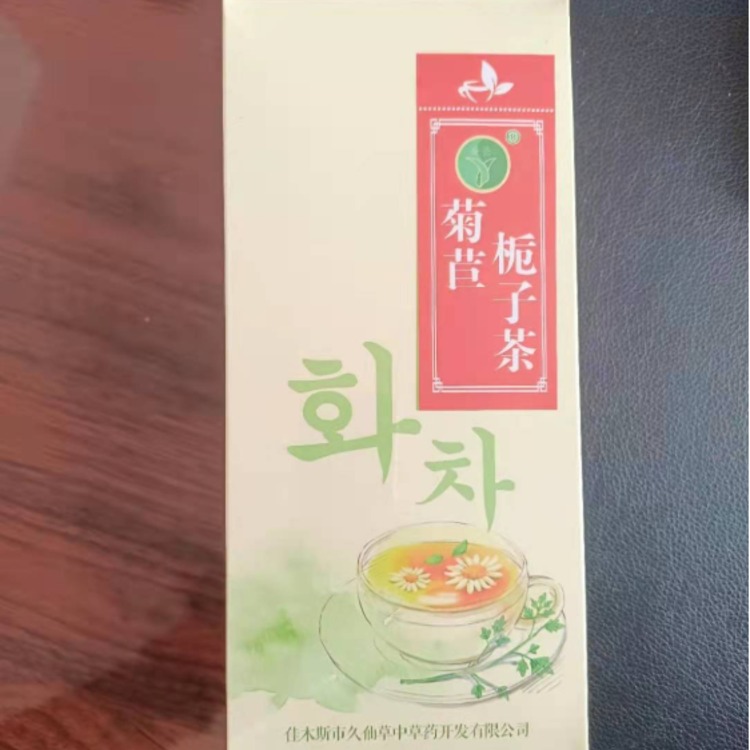 菊苣
栀子茶
화
차
佳木斯市久仙草中草药开发有限公司